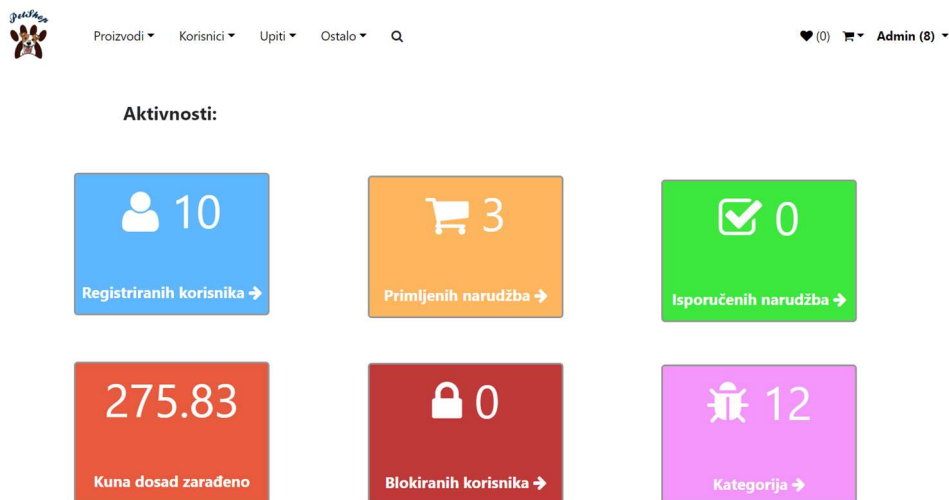 PetShop
Proizvodi Korisnici Upiti Ostalo (0) Admin (8)
Aktivnosti:
10 3 0
Registriranih korisnika Primljenih narudžba Isporučenih narudžba
275.83 0 12
Kuna dosad zarađeno Blokiranih korisnika Kategorija